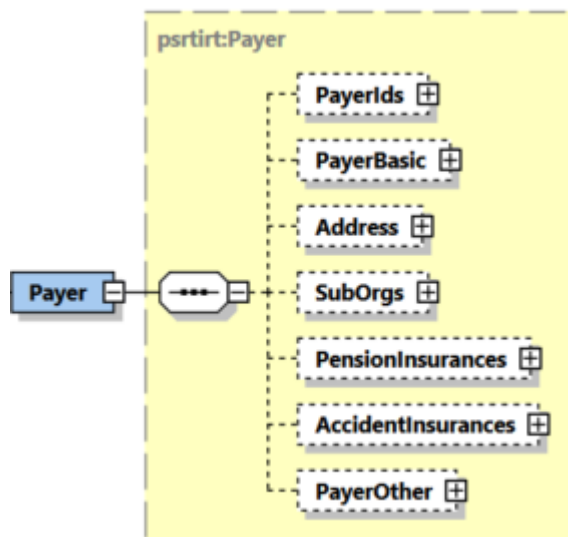 psrtirt:Payer
PayerIds
PayerBasic
Address
Payer
SubOrgs
PensionInsurances
AccidentInsurances
PayerOther